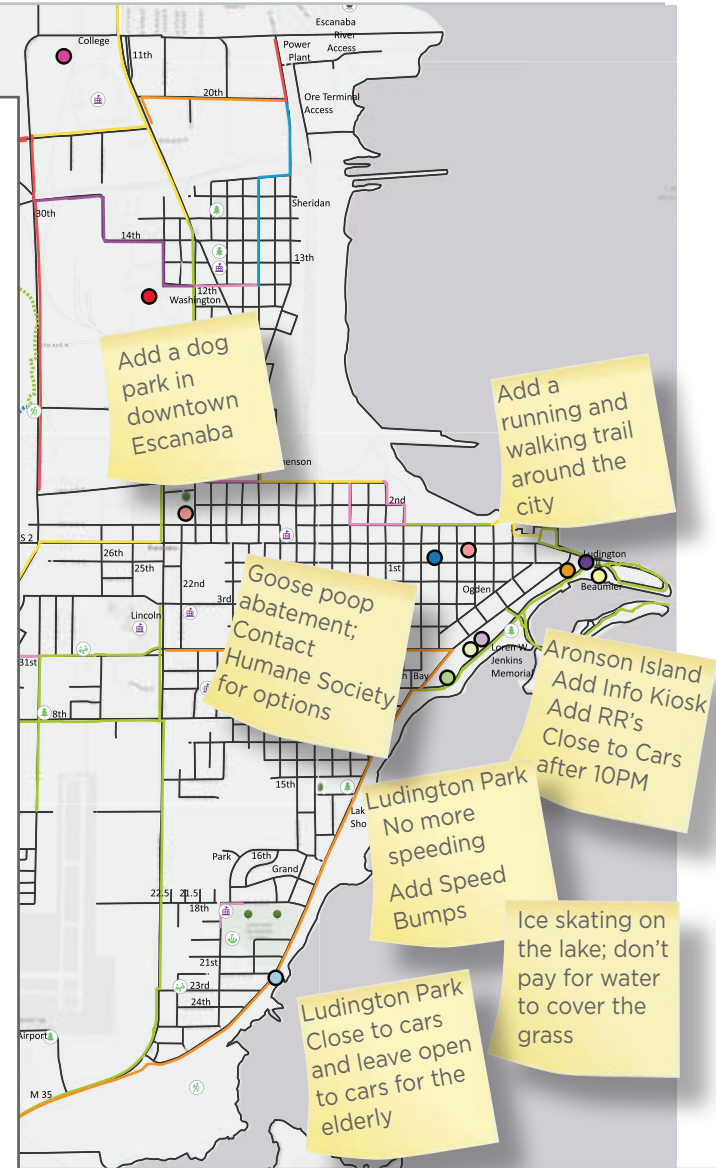 Escanaba
River
Access
College
11th
Power
Plant
20th
Ore Terminal
Access
30th
Sheridan
14th
13th
12th
Washington
Add a dog
park in
downtown
Escanaba
Add a
running and
walking trail
around the
city
2nd
S 2
26th
25th
1st
Ludington
22nd
Ogden
Beaumier
3rd
Lincoln
Goose poop
abatement;
Contact
Humane Society
for options
Loren W.
Jenkins
Memorial
31st
Bay
Aronson Island
Add Info Kiosk
Add RR's
Close to Cars
after 10PM
8th
15th
Ludington Park
No more
speeding
Add Speed
Bumps
Park
16th
Grand
22.5
21.5
18th
Ice skating on
the lake; don't
pay for water
to cover the
grass
21st
23rd
24th
Ludington Park
Close to cars
and leave open
to cars for the
elderly
Airport
M 35